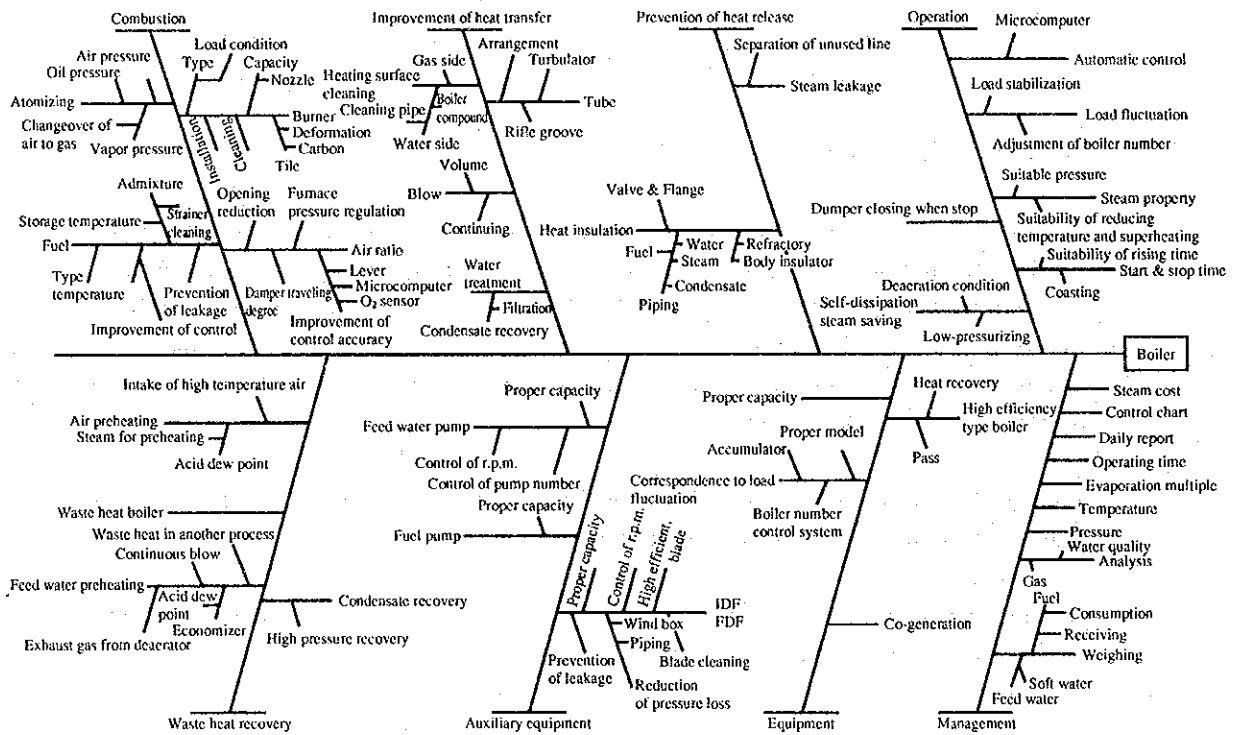 Combustion
Improvement of heat transfer
Prevention of heat release
Operation
Air pressure
Oil pressure
Atomizing
Changeover of
air to gas
Vapor pressure
Load condition
Type
Capacity
Nozzle
Burner
Deformation
Carbon
Tile
Installation
Cleaning
Admixture
Storage temperature
Strainer
cleaning
Fuel
Type
temperature
Prevention
of leakage
Improvement of control
Opening
reduction
Furnace
pressure regulation
Air ratio
Lever
Microcomputer
O₂ sensor
Damper traveling
degree
Improvement of
control accuracy
Gas side
Heating surface
cleaning
Cleaning pipe
Boiler
compound
Water side
Arrangement
Turbulator
Tube
Rifle groove
Volume
Blow
Continuing
Water
treatment
Filtration
Condensate recovery
Separation of unused line
Steam leakage
Valve & Flange
Heat insulation
Fuel
Water
Steam
Condensate
Piping
Refractory
Body insulator
Microcomputer
Automatic control
Load stabilization
Load fluctuation
Adjustment of boiler number
Suitable pressure
Steam property
Dumper closing when stop
Suitability of reducing
temperature and superheating
Suitability of rising time
Start & stop time
Coasting
Deaeration condition
Self-dissipation
steam saving
Low-pressurizing
Boiler
Intake of high temperature air
Air preheating
Steam for preheating
Acid dew point
Waste heat boiler
Waste heat in another process
Continuous blow
Feed water preheating
Acid dew
point
Economizer
Exhaust gas from deaerator
Condensate recovery
High pressure recovery
Waste heat recovery
Proper capacity
Feed water pump
Control of r.p.m.
Control of pump number
Proper capacity
Fuel pump
Proper capacity
Control of r.p.m.
High efficient,
blade
IDF
FDF
Wind box
Piping
Blade cleaning
Prevention
of leakage
Reduction
of pressure loss
Auxiliary equipment
Proper capacity
Heat recovery
High efficiency
type boiler
Pass
Proper model
Accumulator
Correspondence to load
fluctuation
Boiler number
control system
Co-generation
Equipment
Steam cost
Control chart
Daily report
Operating time
Evaporation multiple
Temperature
Pressure
Water quality
Analysis
Gas
Fuel
Consumption
Receiving
Weighing
Soft water
Feed water
Management